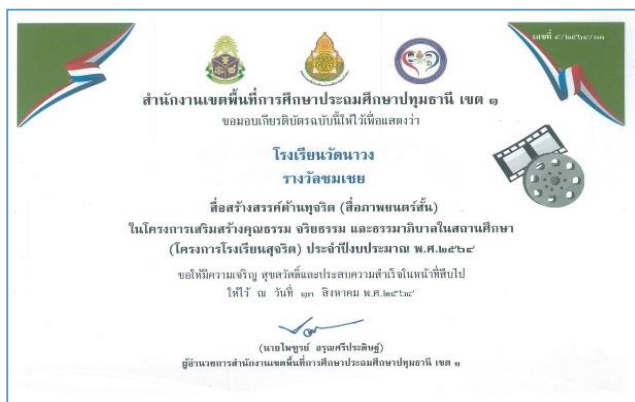 เลขที่ ๕/๒๕๖๔/๑๑
สำนักงานเขตพื้นที่การศึกษาประถมศึกษาปทุมธานี เขต ๑
ขอมอบเกียรติบัตรฉบับนี้ให้ไว้เพื่อแสดงว่า
โรงเรียนวัดนาวง
รางวัลชมเชย
สื่อสร้างสรรค์ต้านทุจริต (สื่อภาพยนตร์สั้น)
ในโครงการเสริมสร้างคุณธรรม จริยธรรม และธรรมาภิบาลในสถานศึกษา
(โครงการโรงเรียนสุจริต) ประจำปีงบประมาณ พ.ศ.๒๕๖๔
ขอให้มีความเจริญ สุขสวัสดิ์และประสบความสำเร็จในหน้าที่สืบไป
ให้ไว้ ณ วันที่ ๑๓ สิงหาคม พ.ศ.๒๕๖๔
(นายไพฑูรย์ อรุณศรีประดิษฐ์)
ผู้อำนวยการสำนักงานเขตพื้นที่การศึกษาประถมศึกษาปทุมธานี เขต ๑